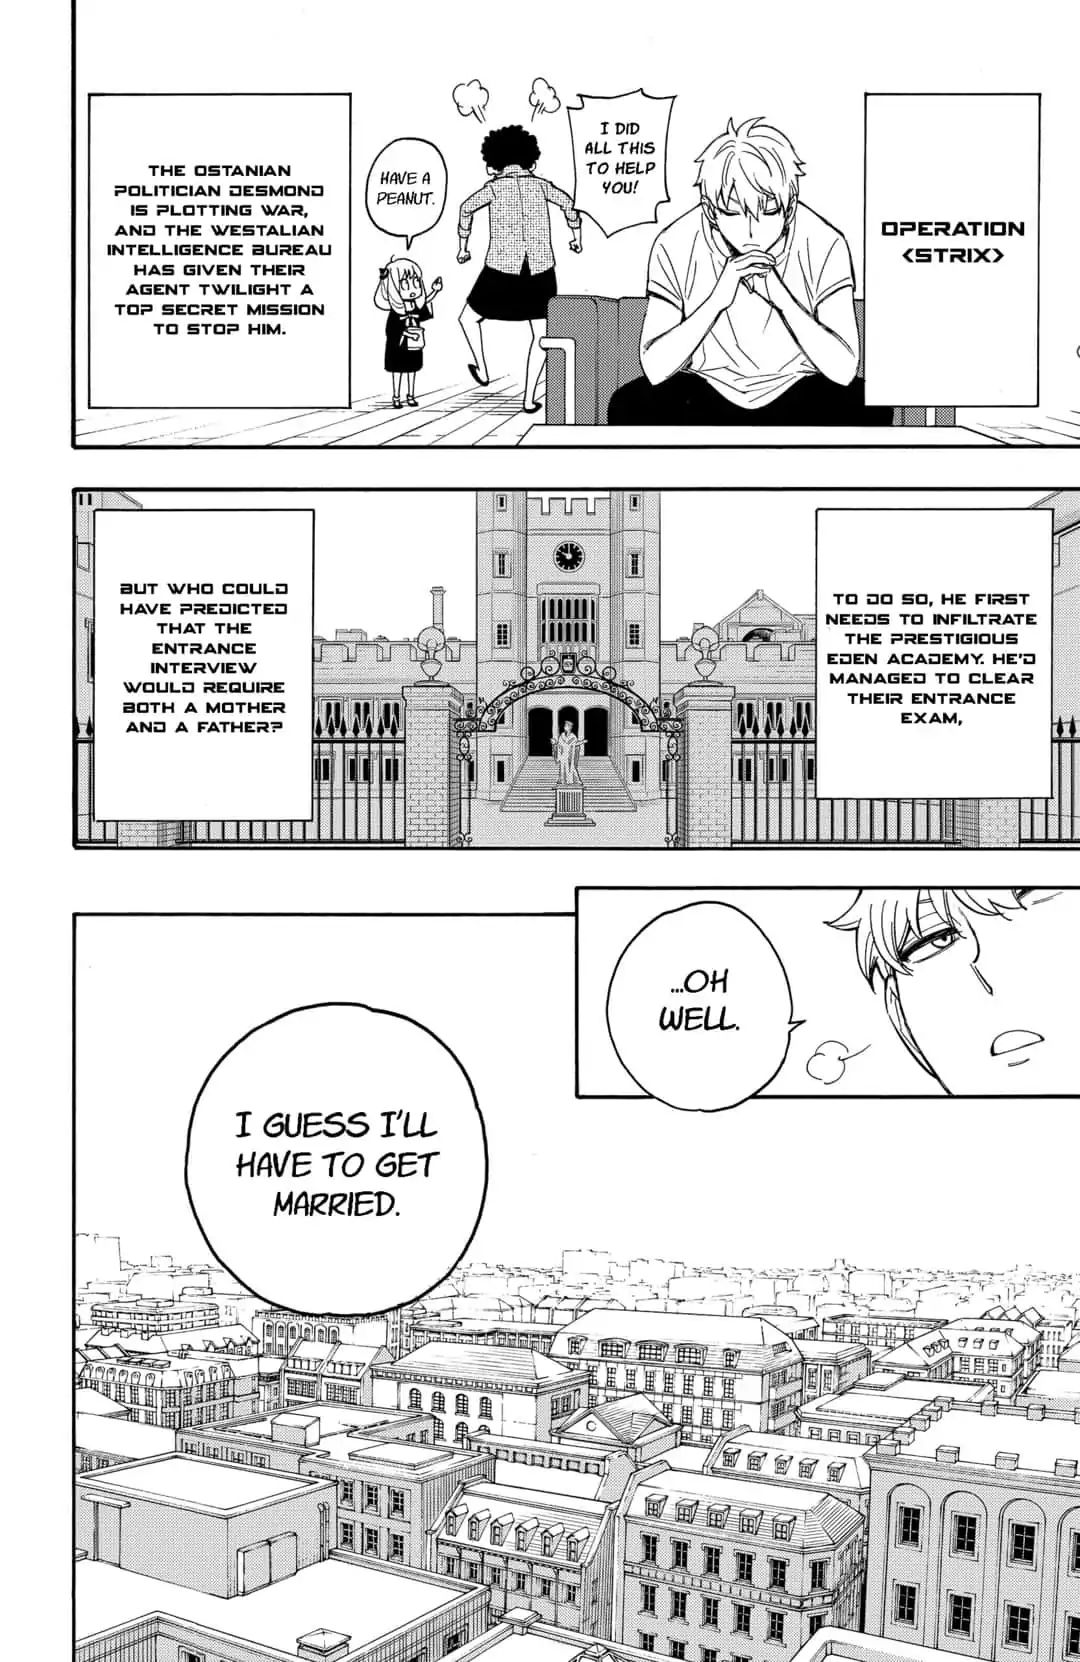 OPERATION
<STRIX>
I DID
ALL THIS
TO HELP
YOU!
HAVE A
PEANUT.
THE OSTANIAN
POLITICIAN DESMOND
IS PLOTTING WAR,
AND THE WESTALIAN
INTELLIGENCE BUREAU
HAS GIVEN THEIR
AGENT TWILIGHT A
TOP SECRET MISSION
TO STOP HIM.
TO DO SO, HE FIRST
NEEDS TO INFILTRATE
THE PRESTIGIOUS
EDEN ACADEMY. HE'D
MANAGED TO CLEAR
THEIR ENTRANCE
EXAM,
BUT WHO COULD
HAVE PREDICTED
THAT THE
ENTRANCE
INTERVIEW
WOULD REQUIRE
BOTH A MOTHER
AND A FATHER?
...OH
WELL.
I GUESS I'LL
HAVE TO GET
MARRIED.